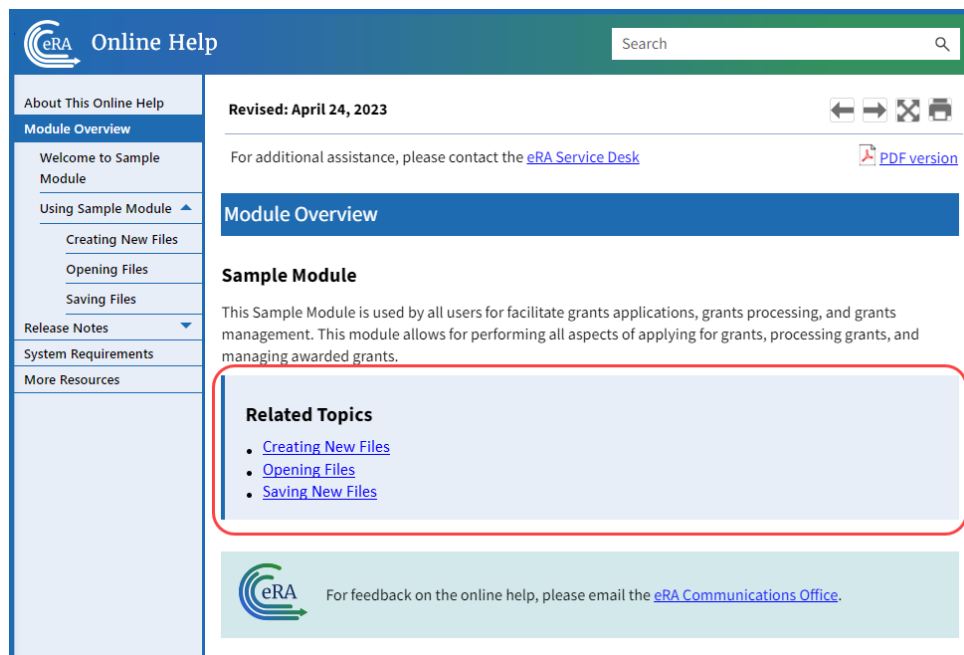 eRA Online Help
Search
About This Online Help
Module Overview
Welcome to Sample
Module
Using Sample Module
Creating New Files
Opening Files
Saving Files
Release Notes
System Requirements
More Resources
Revised: April 24, 2023
For additional assistance, please contact the eRA Service Desk
PDF version
Module Overview
Sample Module
This Sample Module is used by all users for facilitate grants applications, grants processing, and grants
management. This module allows for performing all aspects of applying for grants, processing grants, and
managing awarded grants.
Related Topics
Creating New Files
Opening Files
Saving New Files
eRA
For feedback on the online help, please email the eRA Communications Office.